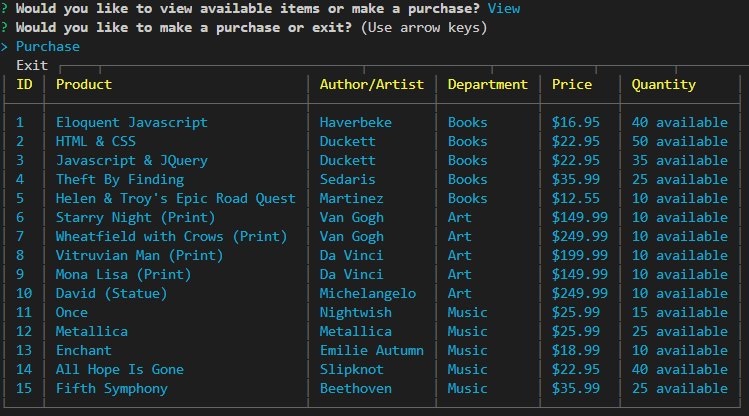 ? Would you like to view available items or make a purchase? View
? Would you like to make a purchase or exit? (Use arrow keys)
> Purchase
Exit
ID Product Author/Artist Department Price Quantity
1 Eloquent Javascript Haverbeke Books $16.95 40 available
2 HTML & CSS Duckett Books $22.95 50 available
3 Javascript & JQuery Duckett Books $22.95 35 available
4 Theft By Finding Sedaris Books $35.99 25 available
5 Helen & Troy's Epic Road Quest Martinez Books $12.55 10 available
6 Starry Night (Print) Van Gogh Art $149.99 10 available
7 Wheatfield with Crows (Print) Van Gogh Art $249.99 10 available
8 Vitruvian Man (Print) Da Vinci Art $199.99 10 available
9 Mona Lisa (Print) Da Vinci Art $149.99 10 available
10 David (Statue) Michelangelo Art $249.99 10 available
11 Once Nightwish Music $25.99 15 available
12 Metallica Metallica Music $25.99 25 available
13 Enchant Emilie Autumn Music $18.99 10 available
14 All Hope Is Gone Slipknot Music $22.95 40 available
15 Fifth Symphony Beethoven Music $35.99 25 available